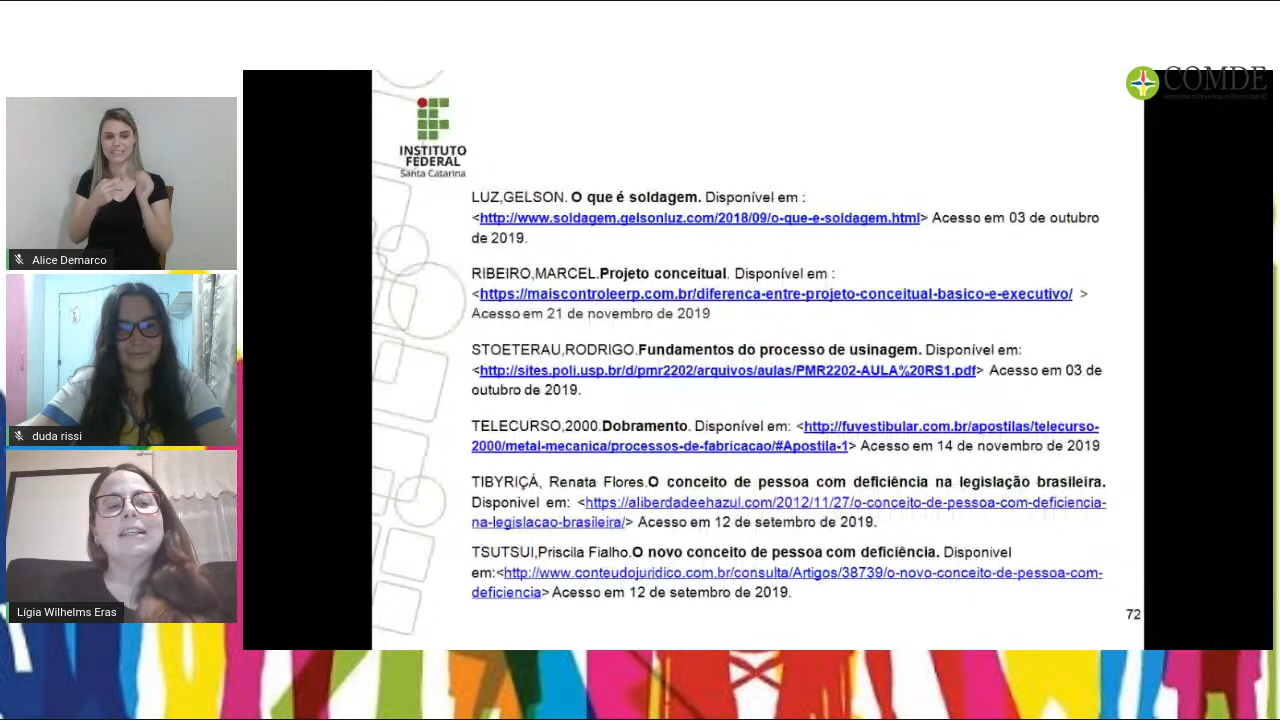 COMDE
INSTITUTO
FEDERAL
Santa Catarina
LUZ,GELSON. O que é soldagem. Disponível em :
<http://www.soldagem.gelsonluz.com/2018/09/o-que-e-soldagem.html> Acesso em 03 de outubro
de 2019.
RIBEIRO,MARCEL.Projeto conceitual. Disponível em :
<https://maiscontroleerp.com.br/diferenca-entre-projeto-conceitual-basico-e-executivo/ >
Acesso em 21 de novembro de 2019
STOETERAU,RODRIGO.Fundamentos do processo de usinagem. Disponível em:
<http://sites.poli.usp.br/d/pmr2202/arquivos/aulas/PMR2202-AULA%20RS1.pdf> Acesso em 03 de
outubro de 2019.
TELECURSO,2000.Dobramento. Disponível em: <http://fuvestibular.com.br/apostilas/telecurso-
2000/metal-mecanica/processos-de-fabricacao/#Apostila-1> Acesso em 14 de novembro de 2019
TIBYRIÇÁ, Renata Flores.O conceito de pessoa com deficiência na legislação brasileira.
Disponivel em: <https://aliberdadeehazul.com/2012/11/27/o-conceito-de-pessoa-com-deficiencia-
na-legislacao-brasileira/> Acesso em 12 de setembro de 2019.
TSUTSUI,Priscila Fialho.O novo conceito de pessoa com deficiência. Disponivel
em:<http://www.conteudojuridico.com.br/consulta/Artigos/38739/o-novo-conceito-de-pessoa-com-
deficiencia> Acesso em 12 de setembro de 2019.
72
Alice Demarco
duda rissi
Lígia Wilhelms Eras